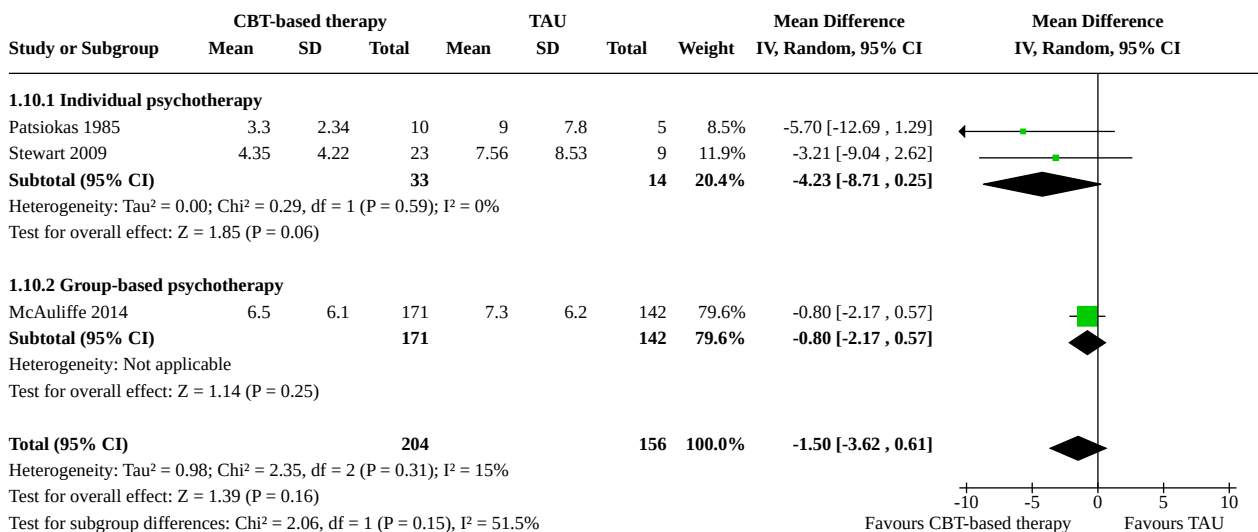 CBT-based therapy TAU Mean Difference Mean Difference
Study or Subgroup Mean SD Total Mean SD Total Weight IV, Random, 95% CI IV, Random, 95% CI
1.10.1 Individual psychotherapy
Patsiokas 1985 3.3 2.34 10 9 7.8 5 8.5% -5.70 [-12.69 , 1.29]
Stewart 2009 4.35 4.22 23 7.56 8.53 9 11.9% -3.21 [-9.04 , 2.62]
Subtotal (95% CI) 33 14 20.4% -4.23 [-8.71 , 0.25]
Heterogeneity: Tau² = 0.00; Chi² = 0.29, df = 1 (P = 0.59); I² = 0%
Test for overall effect: Z = 1.85 (P = 0.06)
1.10.2 Group-based psychotherapy
McAuliffe 2014 6.5 6.1 171 7.3 6.2 142 79.6% -0.80 [-2.17 , 0.57]
Subtotal (95% CI) 171 142 79.6% -0.80 [-2.17 , 0.57]
Heterogeneity: Not applicable
Test for overall effect: Z = 1.14 (P = 0.25)
Total (95% CI) 204 156 100.0% -1.50 [-3.62 , 0.61]
Heterogeneity: Tau² = 0.98; Chi² = 2.35, df = 2 (P = 0.31); I² = 15%
Test for overall effect: Z = 1.39 (P = 0.16)
-10 -5 0 5 10
Test for subgroup differences: Chi² = 2.06, df = 1 (P = 0.15), I² = 51.5%
Favours CBT-based therapy Favours TAU